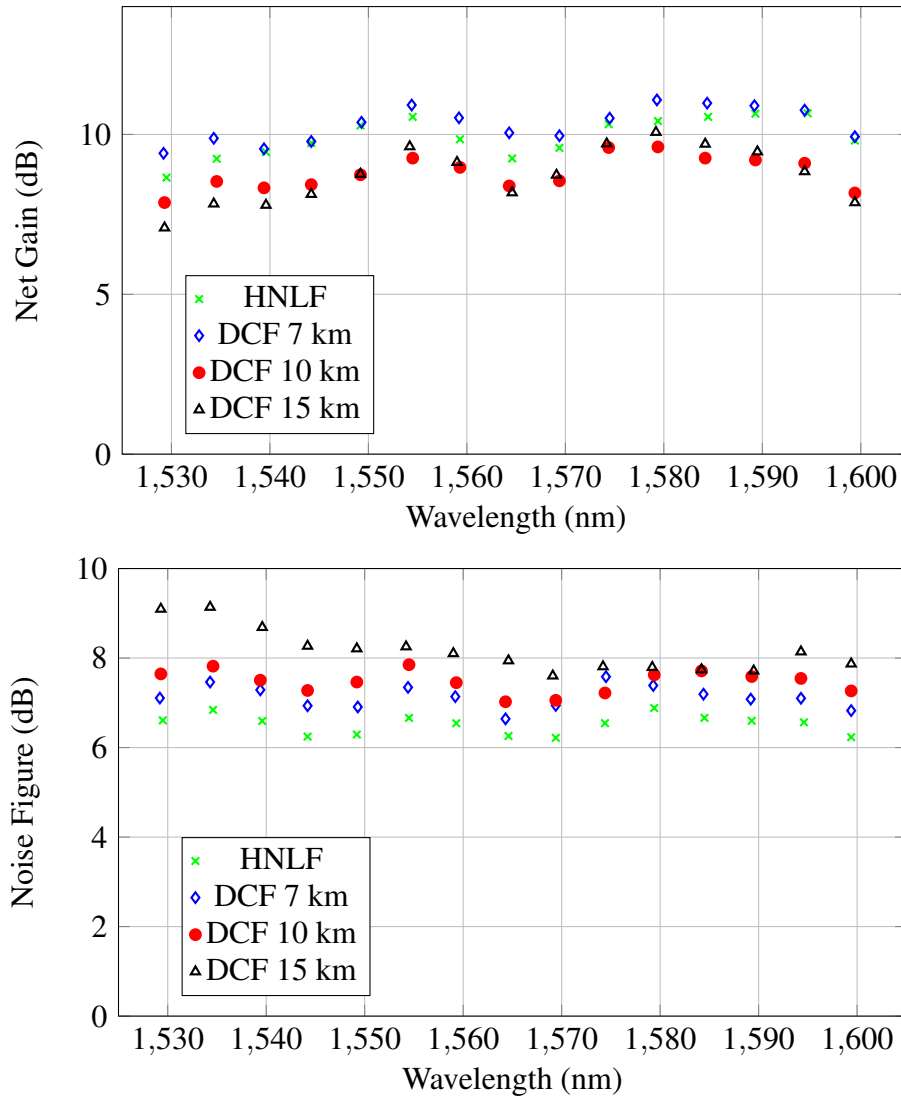 10
5
0
Net Gain (dB)
HNLF
DCF 7 km
DCF 10 km
DCF 15 km
1,530 1,540 1,550 1,560 1,570 1,580 1,590 1,600
Wavelength (nm)
10
8
6
4
2
0
Noise Figure (dB)
HNLF
DCF 7 km
DCF 10 km
DCF 15 km
1,530 1,540 1,550 1,560 1,570 1,580 1,590 1,600
Wavelength (nm)